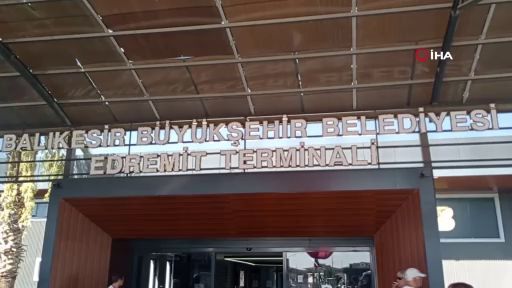 İHA
BALIKESİR BÜYÜKŞEHİR BELEDİYESİ
EDREMİT TERMİNALİ